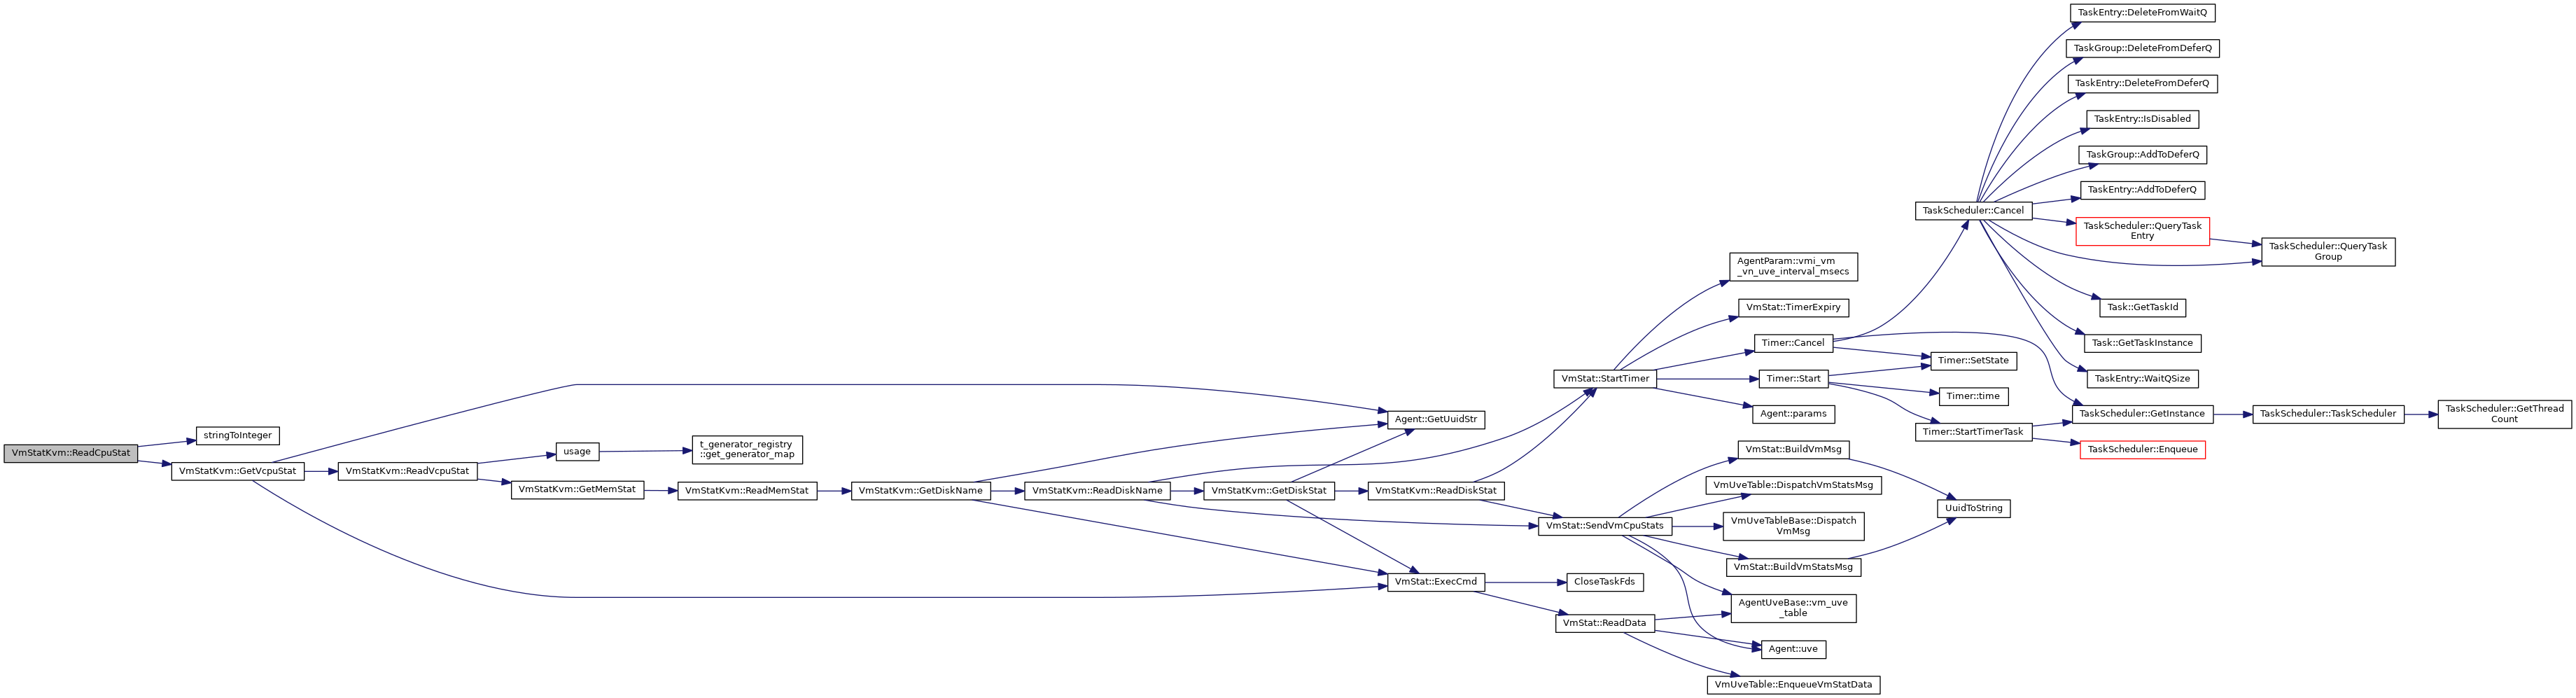 VmStatKvm::ReadCpuStat
stringToInteger
VmStatKvm::GetVcpuStat
VmStatKvm::ReadVcpuStat
usage
t_generator_registry
::get_generator_map
VmStatKvm::GetMemStat
VmStatKvm::ReadMemStat
VmStatKvm::GetDiskName
VmStatKvm::ReadDiskName
VmStatKvm::GetDiskStat
VmStatKvm::ReadDiskStat
Agent::GetUuidStr
VmStat::ExecCmd
VmStat::StartTimer
VmStat::SendVmCpuStats
CloseTaskFds
VmStat::ReadData
AgentParam::vmi_vm
_vn_uve_interval_msecs
VmStat::TimerExpiry
Timer::Cancel
Timer::Start
Agent::params
VmStat::BuildVmMsg
VmUveTable::DispatchVmStatsMsg
VmUveTableBase::Dispatch
VmMsg
VmStat::BuildVmStatsMsg
AgentUveBase::vm_uve
_table
Agent::uve
VmUveTable::EnqueueVmStatData
TaskScheduler::Cancel
Timer::SetState
Timer::time
Timer::StartTimerTask
UuidToString
TaskEntry::DeleteFromWaitQ
TaskGroup::DeleteFromDeferQ
TaskEntry::DeleteFromDeferQ
TaskEntry::IsDisabled
TaskGroup::AddToDeferQ
TaskEntry::AddToDeferQ
TaskScheduler::QueryTask
Entry
TaskScheduler::QueryTask
Group
Task::GetTaskId
Task::GetTaskInstance
TaskEntry::WaitQSize
TaskScheduler::GetInstance
TaskScheduler::Enqueue
TaskScheduler::TaskScheduler
TaskScheduler::GetThread
Count